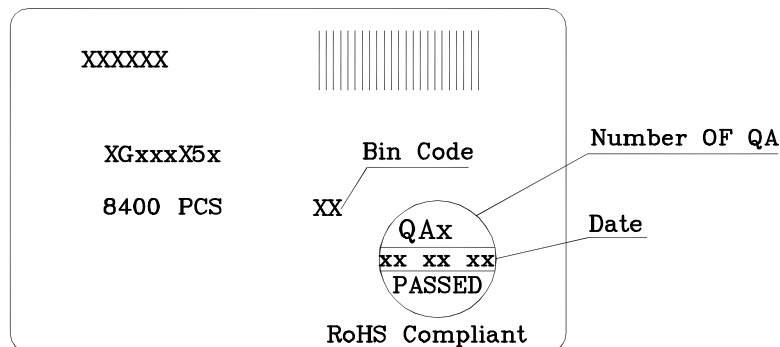 XXXXXX
XGxxxX5x
Bin Code
Number OF QA
8400 PCS
XX
QAx
Date
xx xx xx
PASSED
RoHS Compliant